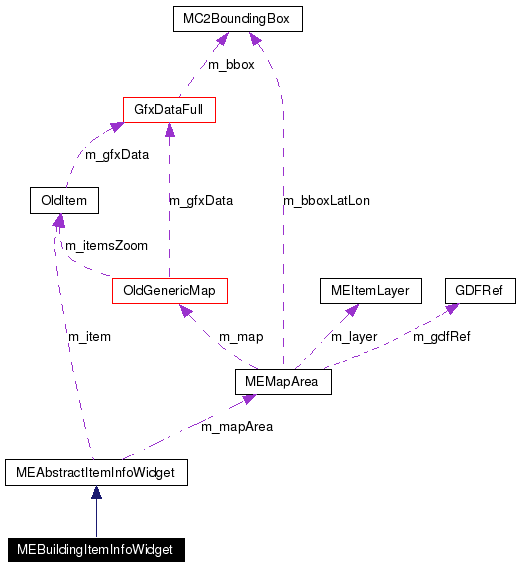 MC2BoundingBox
m_bbox
GfxDataFull
m_gfxData
OldItem
m_gfxData
m_bboxLatLon
m_itemsZoom
OldGenericMap
MEItemLayer
GDFRef
m_item
m_map
m_layer
m_gdfRef
MEMapArea
m_mapArea
MEAbstractItemInfoWidget
MEBuildingItemInfoWidget